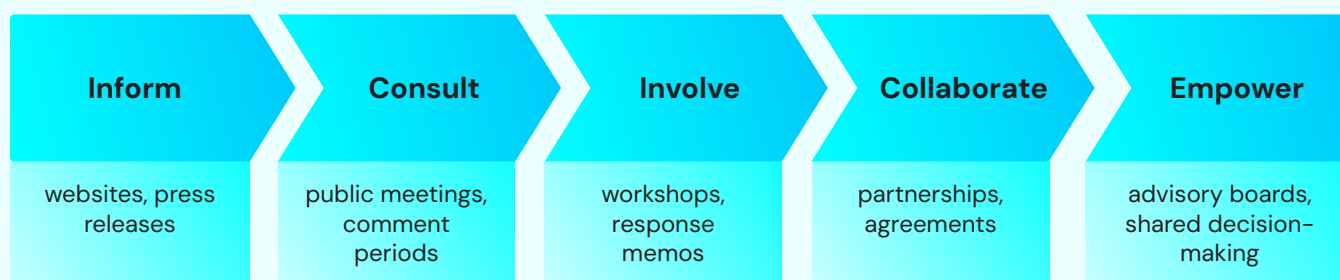 Inform
websites, press
releases
Consult
public meetings,
comment
periods
Involve
workshops,
response
memos
Collaborate
partnerships,
agreements
Empower
advisory boards,
shared decision-
making